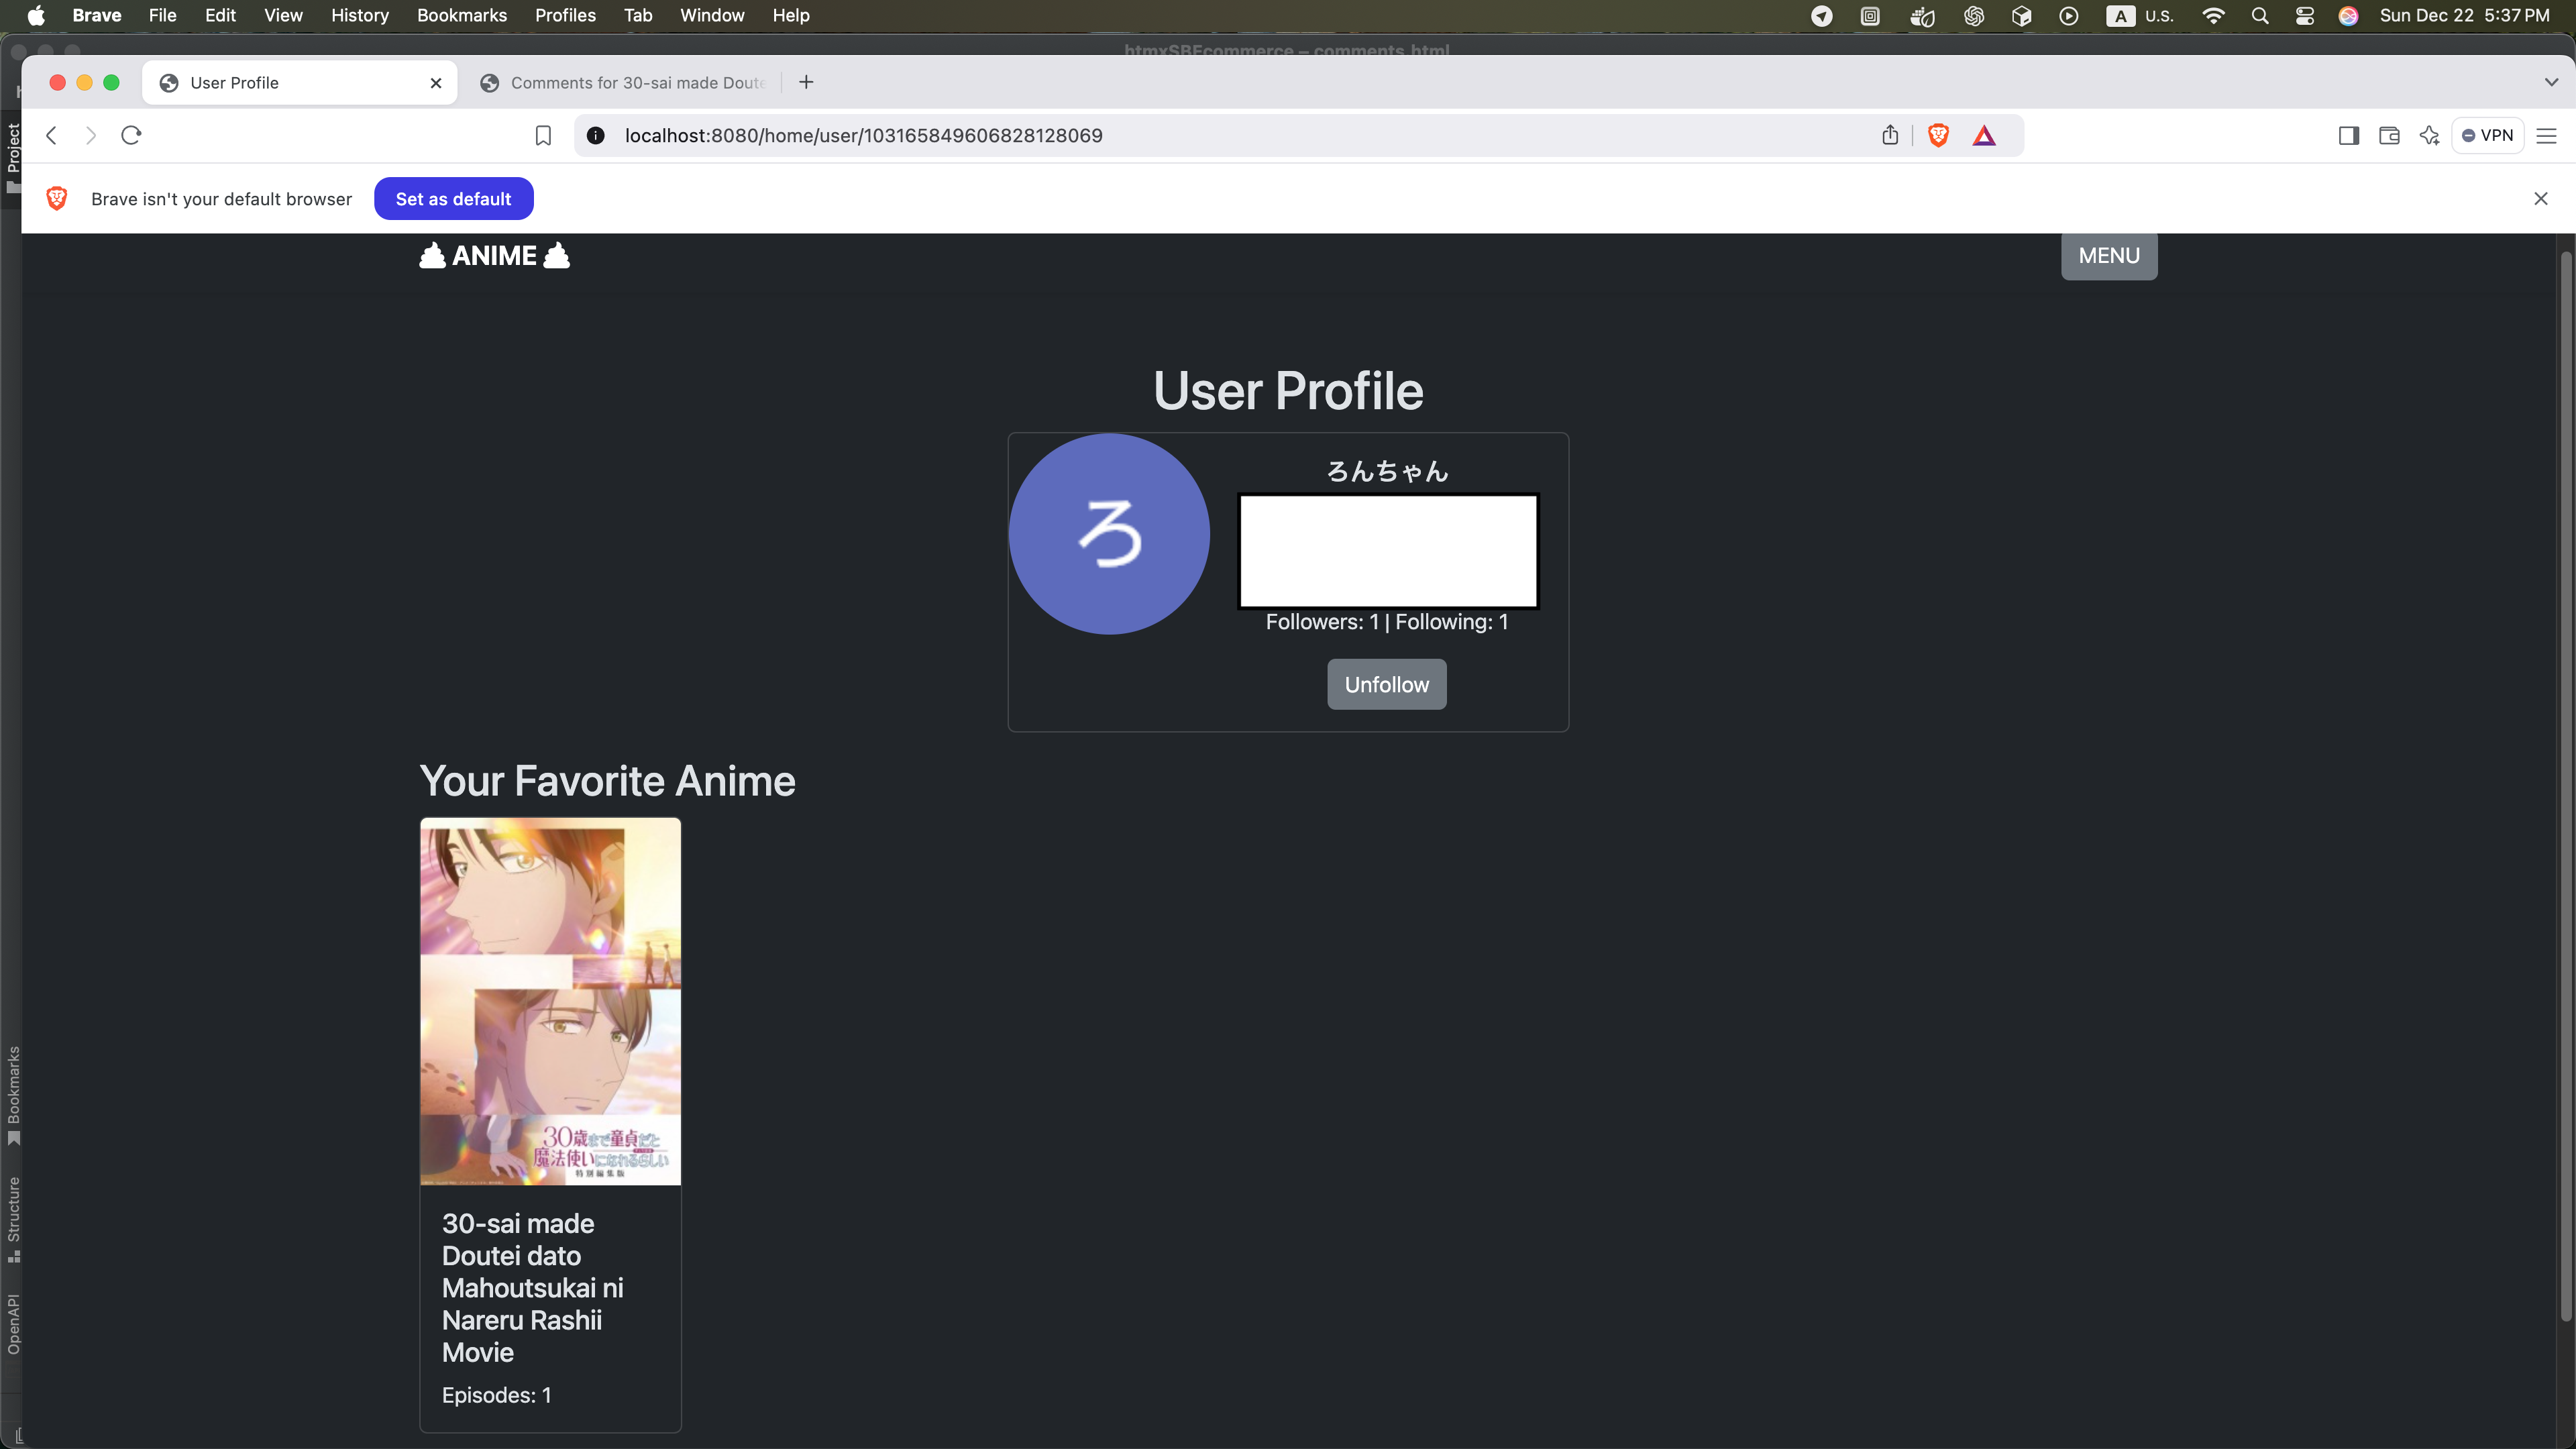 Brave File Edit View History Bookmarks Profiles Tab Window Help A U.S. Sun Dec 22 5:37 PM
htmxSBEcommerce – comments.html
User Profile Comments for 30-sai made Doute
localhost:8080/home/user/103165849606828128069 VPN
Brave isn't your default browser Set as default
ANIME MENU
User Profile
ろ
ろんちゃん
Followers: 1 | Following: 1
Unfollow
Your Favorite Anime
30歳まで童貞だと
魔法使いになれるらしい
特別編集版
30-sai made
Doutei dato
Mahoutsukai ni
Nareru Rashii
Movie
Episodes: 1
Project
Bookmarks
Structure
OpenAPI